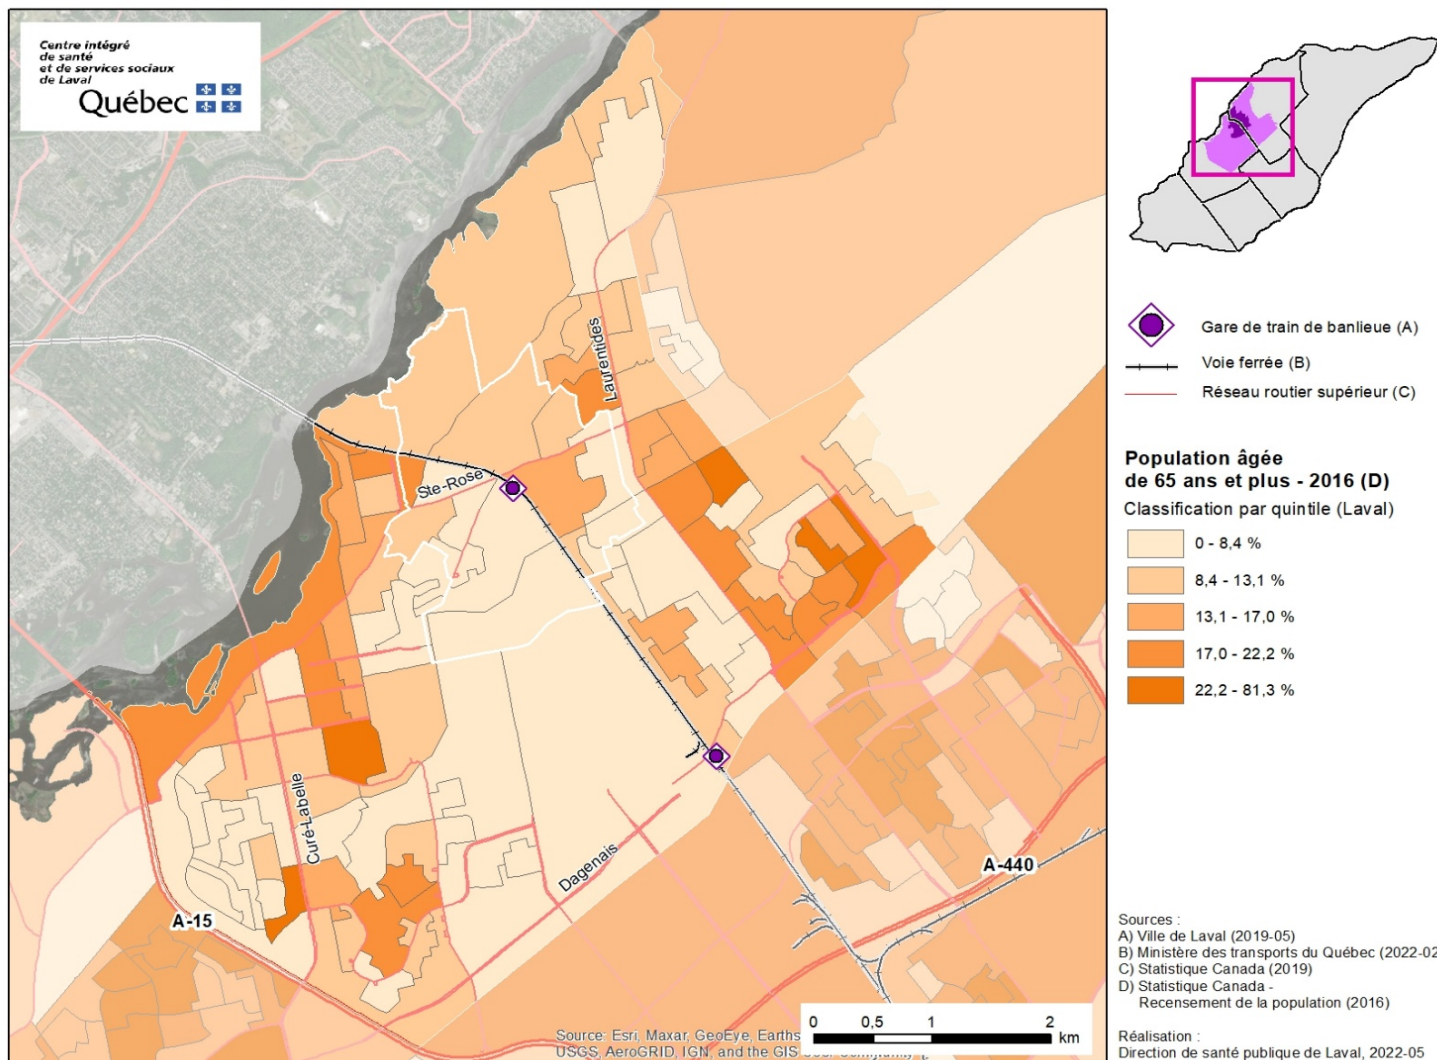 Centre intégré
de santé
et de services sociaux
de Laval
Québec
Laurentides
Ste-Rose
Curé-Labelle
Dagenais
A-15
A-440
Source: Esri, Maxar, GeoEye, Earths
USGS, AeroGRID, IGN, and the GIS User Community
0 0,5 1 2
km
Gare de train de banlieue (A)
Voie ferrée (B)
Réseau routier supérieur (C)
Population âgée
de 65 ans et plus - 2016 (D)
Classification par quintile (Laval)
0 - 8,4 %
8,4 - 13,1 %
13,1 - 17,0 %
17,0 - 22,2 %
22,2 - 81,3 %
Sources :
A) Ville de Laval (2019-05)
B) Ministère des transports du Québec (2022-02
C) Statistique Canada (2019)
D) Statistique Canada -
Recensement de la population (2016)
Réalisation :
Direction de santé publique de Laval, 2022-05